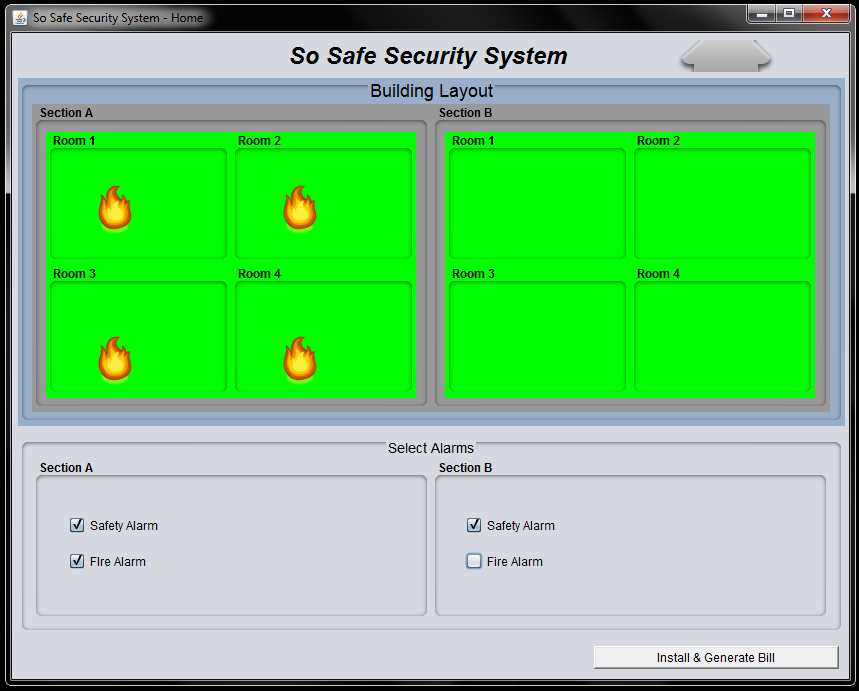 So Safe Security System - Home
So Safe Security System
Building Layout
Section A
Section B
Room 1
Room 2
Room 1
Room 2
Room 3
Room 4
Room 3
Room 4
Select Alarms
Section A
Section B
Safety Alarm
Safety Alarm
FIre Alarm
Fire Alarm
Install & Generate Bill